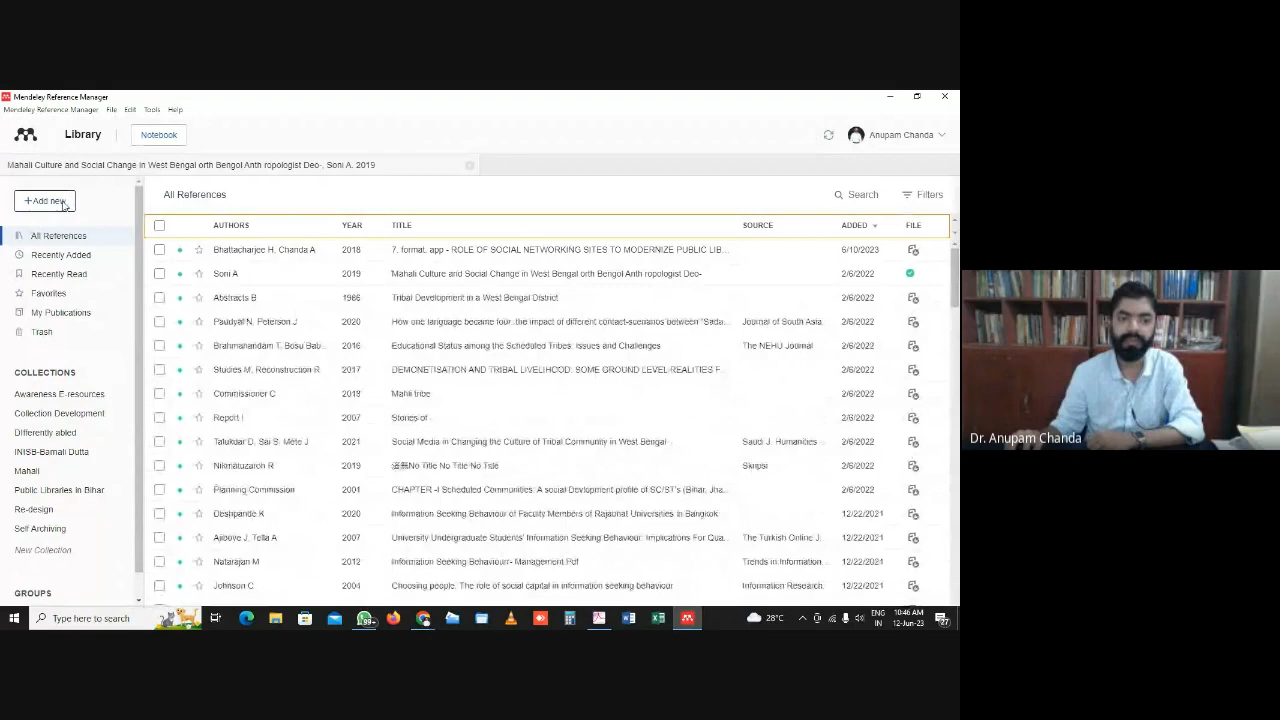 Mendeley Reference Manager
Mendeley Reference Manager File Edit Tools Help
Library Notebook Anupam Chanda
Mahali Culture and Social Change in West Bengal orth Bengol Anth ropologist Deo-, Soni A. 2019
+Add new
All References
Recently Added
Recently Read
Favorites
My Publications
Trash
COLLECTIONS
Awareness E-resources
Collection Development
Differently abled
INISB-Barnali Dutta
Mahali
Public Libraries in Bihar
Re-design
Self Archiving
New Collection
GROUPS
All References Search Filters
AUTHORS YEAR TITLE SOURCE ADDED FILE
Bhattacharjee H, Chanda A 2018 7. format. app - ROLE OF SOCIAL NETWORKING SITES TO MODERNIZE PUBLIC LIB... 6/10/2023
Soni A 2019 Mahali Culture and Social Change in West Bengal orth Bengol Anth ropologist Deo- 2/6/2022
Abstracts B 1966 Tribal Development in a West Bengal District 2/6/2022
Paudyal N, Peterson J 2020 How one language became four: the impact of different contact-scenarios between "Sada... Journal of South Asia... 2/6/2022
Brahmanandam T, Bosu Bab... 2016 Educational Status among the Scheduled Tribes: Issues and Challenges The NEHU Journal 2/6/2022
Studies M, Reconstruction R 2017 DEMONETISATION AND TRIBAL LIVELIHOOD: SOME GROUND LEVEL-REALITIES F... 2/6/2022
Commissioner C 2018 Mahli tribe 2/6/2022
Report I 2007 Stories of 2/6/2022
Talukdar D, Sai S, Mete J 2021 Social Media in Changing the Culture of Tribal Community in West Bengal Saudi J. Humanities ... 2/6/2022
Nikmatuzaroh R 2019 No Title No Title No Title Skripsi 2/6/2022
Planning Commission 2001 CHAPTER -I Scheduled Communities: A social Devlopment profile of SC/ST's (Bihar, Jha... 2/6/2022
Deshpande K 2020 Information Seeking Behaviour of Faculty Members of Rajabhat Universities in Bangkok 12/22/2021
Ajiboye J, Tella A 2007 University Undergraduate Students' Information Seeking Behaviour: Implications For Qua... The Turkish Online J... 12/22/2021
Natarajan M 2012 Information Seeking Behaviour- Management Pdf Trends in Information... 12/22/2021
Johnson C 2004 Choosing people: The role of social capital in information seeking behaviour Information Research... 12/22/2021
Dr. Anupam Chanda
Type here to search
99+
28°C
ENG
IN
10:46 AM
12-Jun-23
27